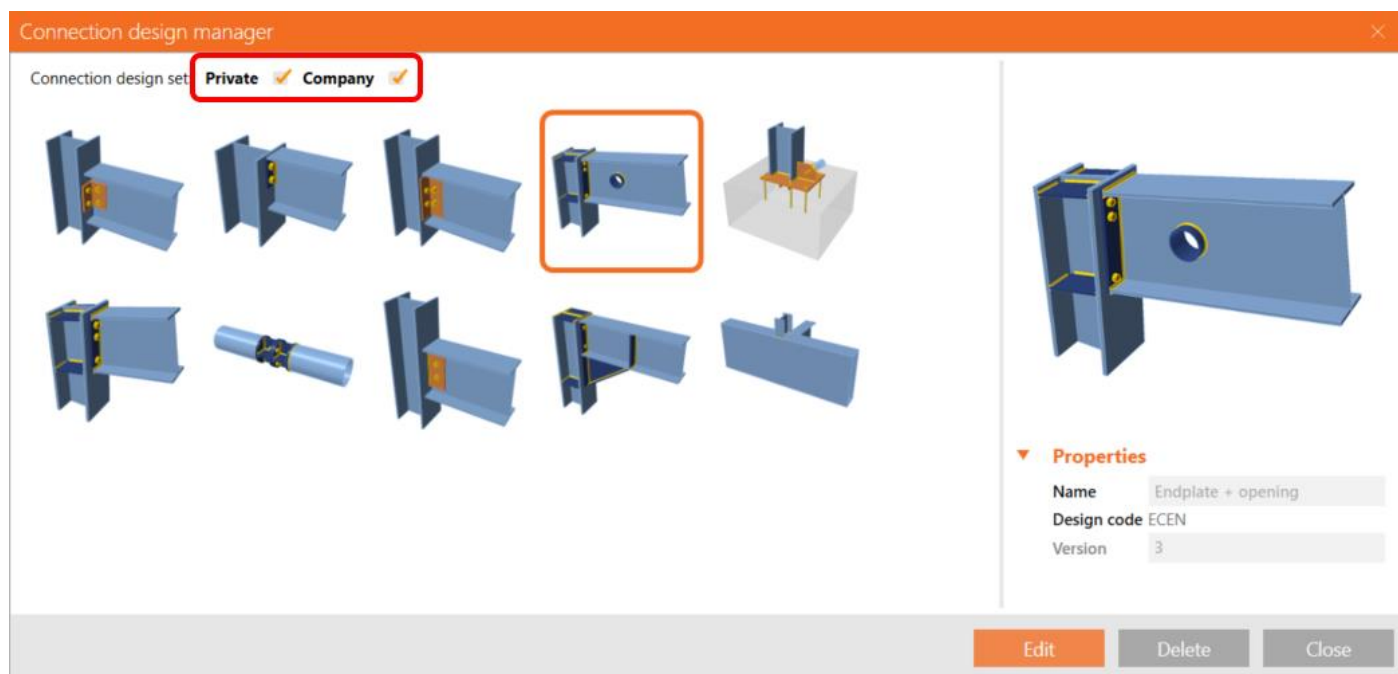 Connection design manager
Connection design set Private Company
Properties
Name Endplate + opening
Design code ECEN
Version 3
Edit Delete Close